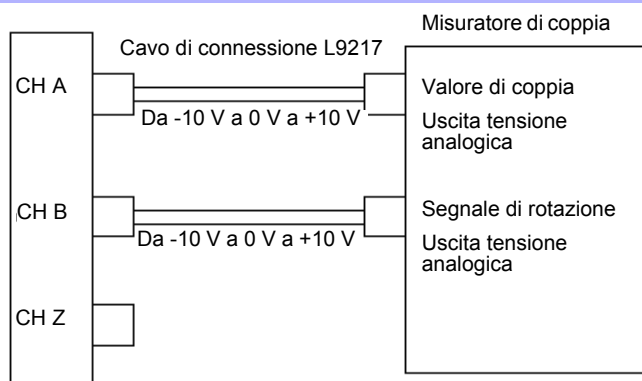 Misuratore di coppia
Cavo di connessione L9217
CH A
Valore di coppia
Da -10 V a 0 V a +10 V
Uscita tensione
analogica
CH B
Segnale di rotazione
Da -10 V a 0 V a +10 V
Uscita tensione
analogica
CH Z